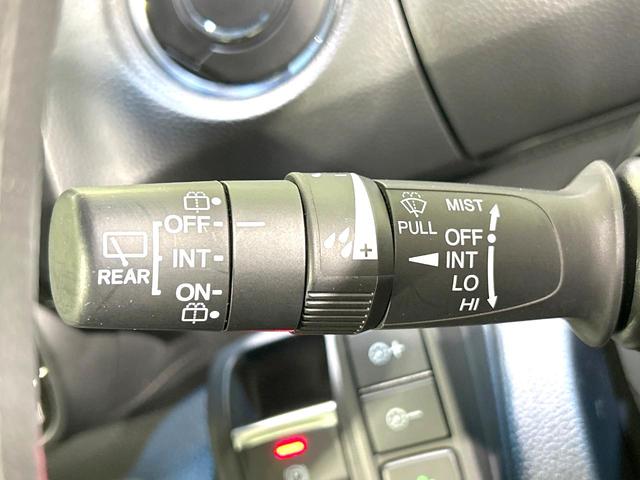 REAR
OFF
INT
ON
PULL
MIST
OFF
INT
LO
HI